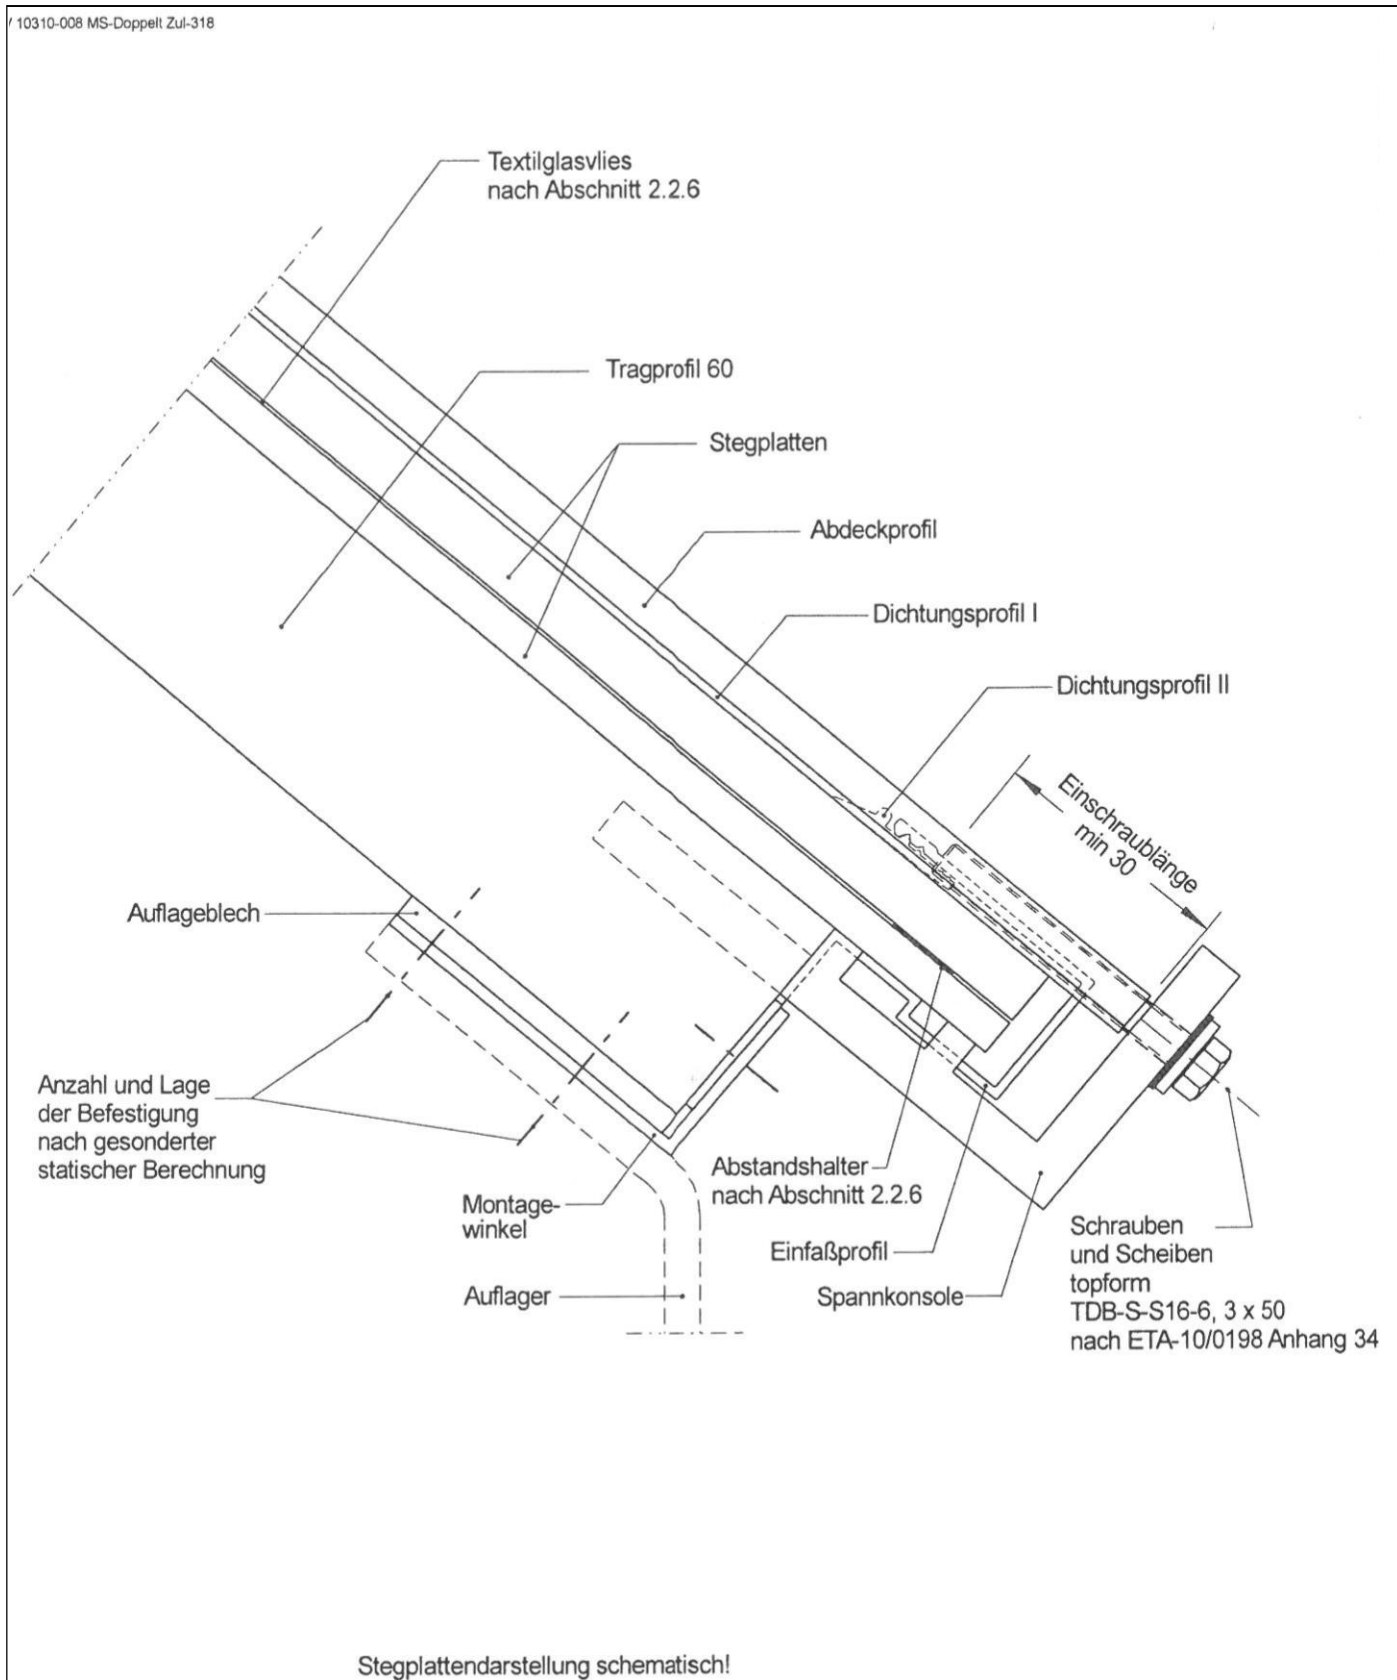 / 10310-008 MS-Doppelt Zul-318
Textilglasvlies
nach Abschnitt 2.2.6
Tragprofil 60
Stegplatten
Abdeckprofil
Dichtungsprofil I
Dichtungsprofil II
Einschraublänge
min 30
Auflageblech
Anzahl und Lage
der Befestigung
nach gesonderter
statischer Berechnung
Montage-
winkel
Auflager
Abstandshalter
nach Abschnitt 2.2.6
Einfaßprofil
Spannkonsole
Schrauben
und Scheiben
topform
TDB-S-S16-6, 3 x 50
nach ETA-10/0198 Anhang 34
Stegplattendarstellung schematisch!